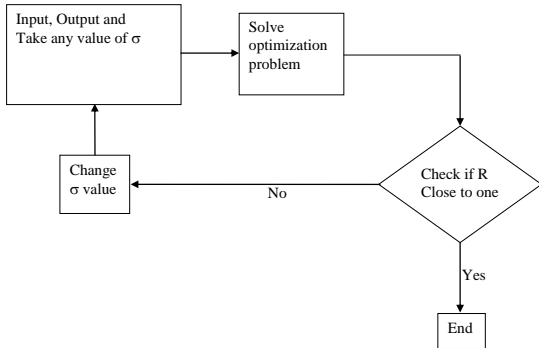 Input, Output and
Take any value of σ
Solve
optimization
problem
Check if R
Close to one
No
Change
σ value
Yes
End